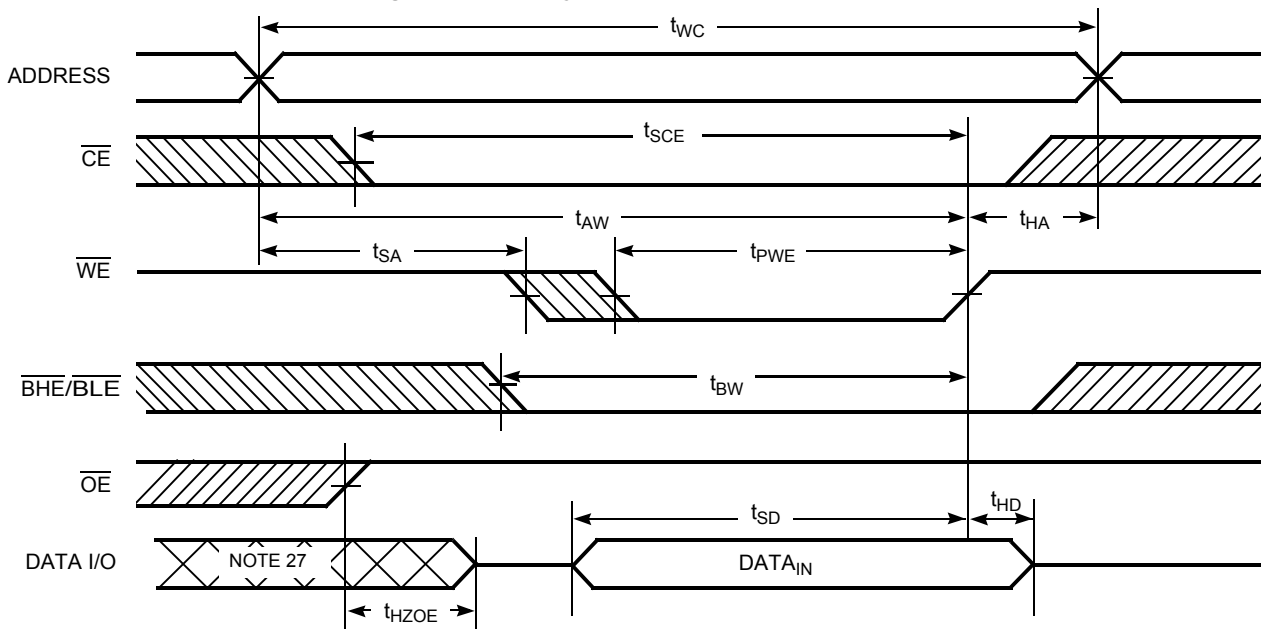 tWC
ADDRESS
tSCE
CE
tAW
tHA
tSA
tPWE
WE
tBW
BHE/BLE
OE
tSD
tHD
DATA I/O
NOTE 27
DATAIN
tHZOE